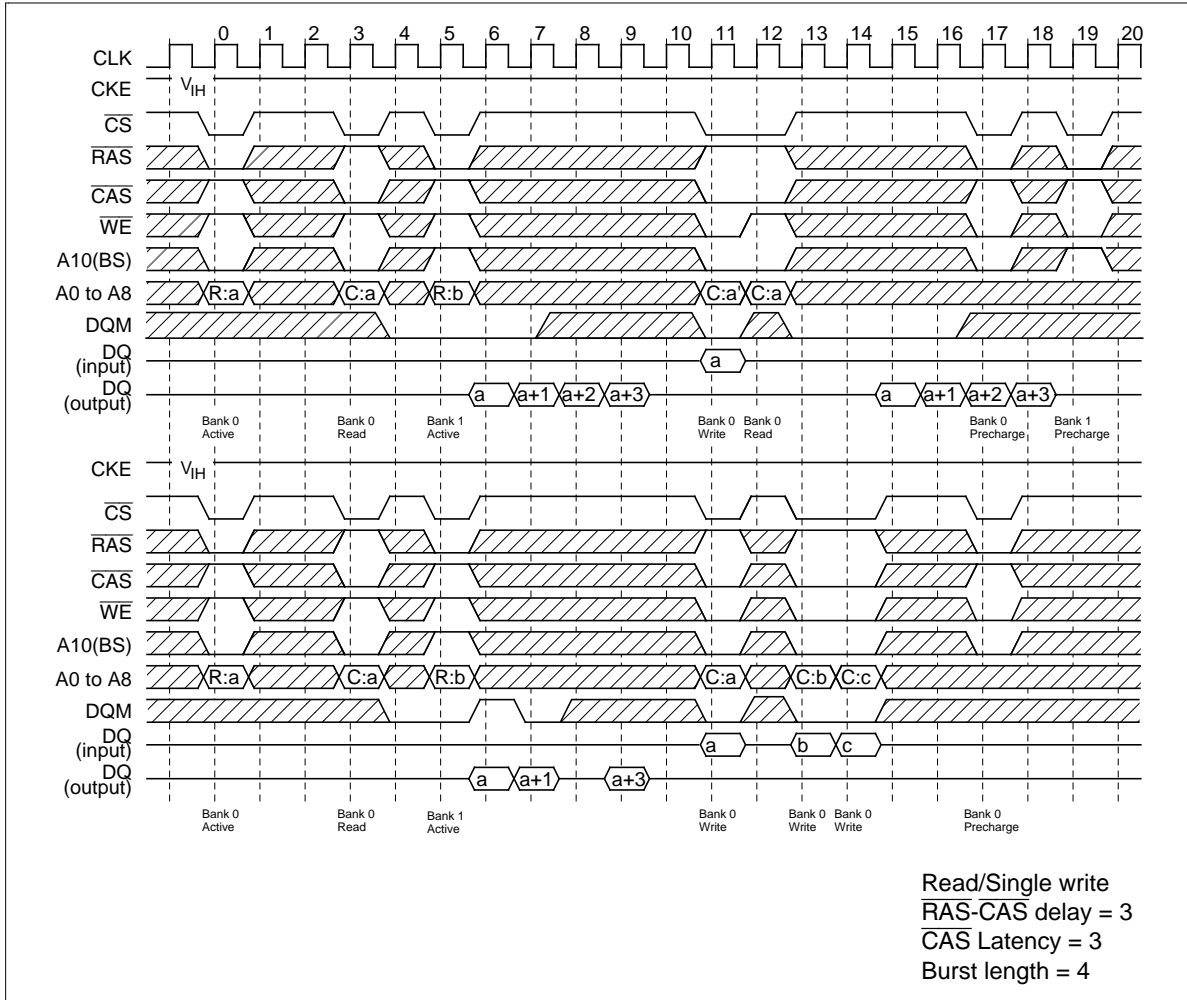 0 1 2 3 4 5 6 7 8 9 10 11 12 13 14 15 16 17 18 19 20
CLK
CKE VIH
CS
RAS
CAS
WE
A10(BS)
A0 to A8 R:a C:a R:b C:a' C:a
DQM
DQ (input) a
DQ (output) a a+1 a+2 a+3 a a+1 a+2 a+3
Bank 0 Active Bank 0 Read Bank 1 Active Bank 0 Write Bank 0 Read Bank 0 Precharge Bank 1 Precharge
CKE VIH
CS
RAS
CAS
WE
A10(BS)
A0 to A8 R:a C:a R:b C:a C:b C:c
DQM
DQ (input) a b c
DQ (output) a a+1 a+3
Bank 0 Active Bank 0 Read Bank 1 Active Bank 0 Write Bank 0 Write Bank 0 Write Bank 0 Precharge
Read/Single write
RAS-CAS delay = 3
CAS Latency = 3
Burst length = 4